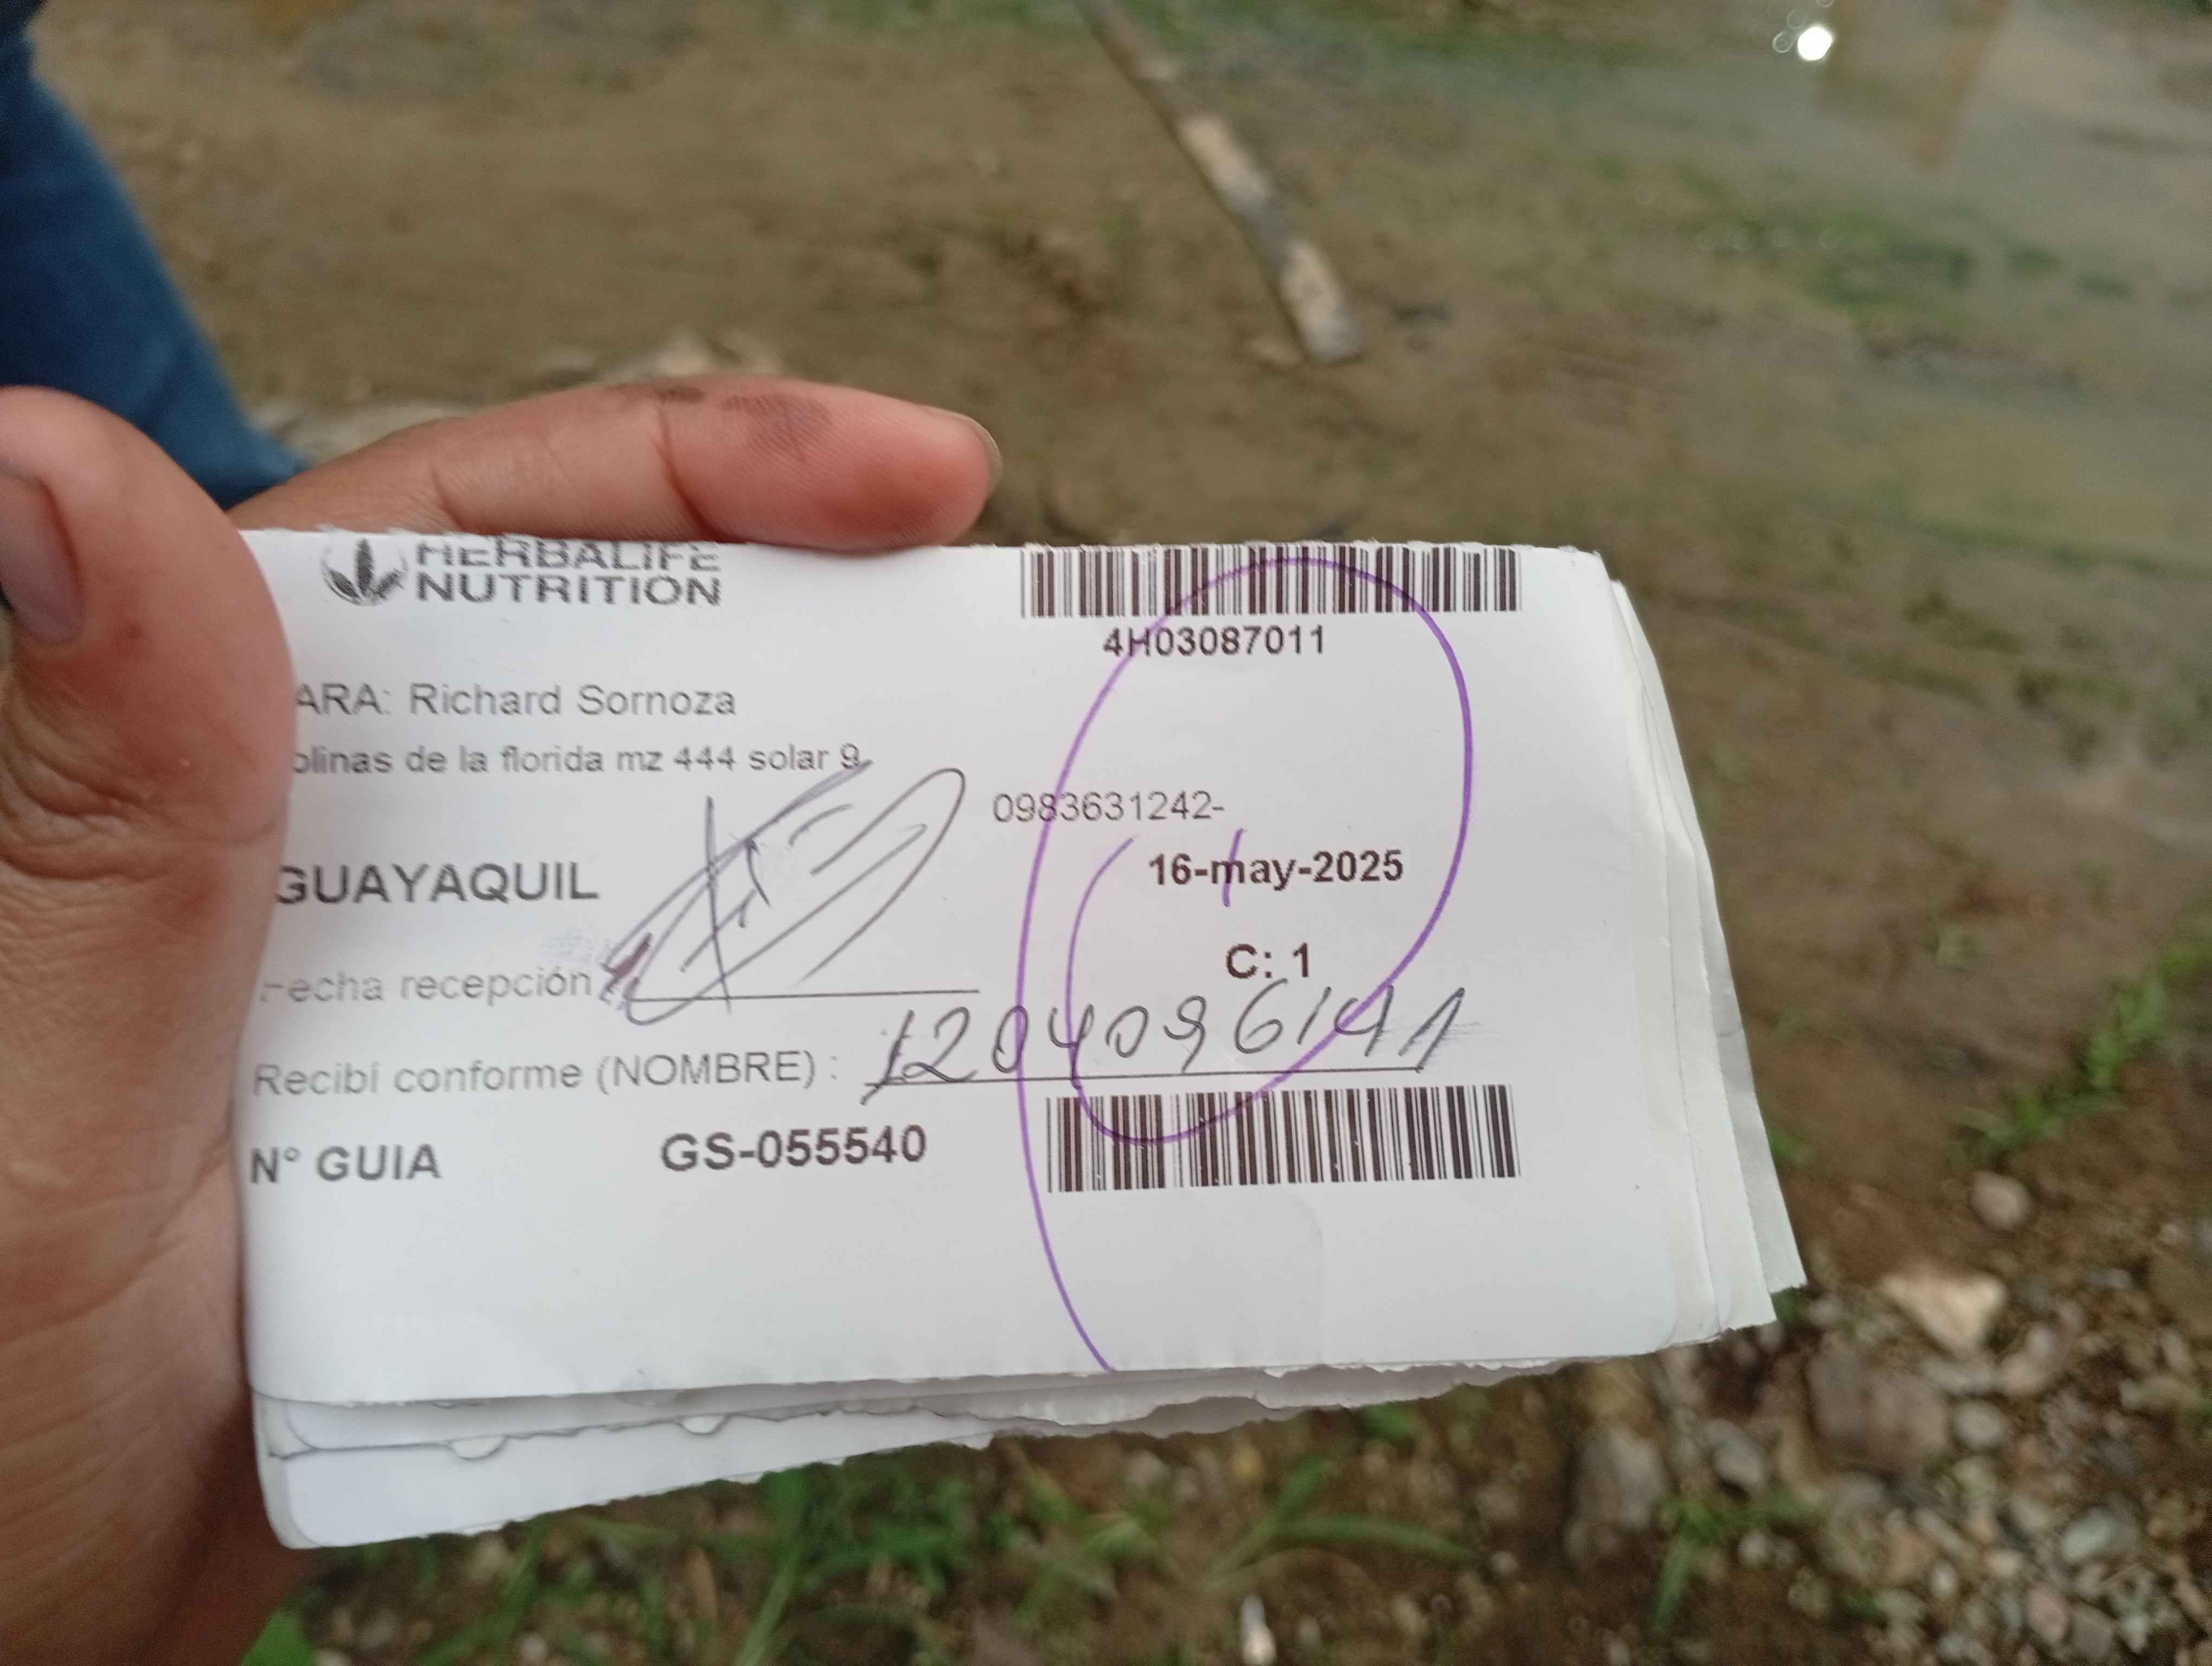 HERBALIFE
NUTRITION
4H03087011
ARA: Richard Sornoza
olinas de la florida mz 444 solar 9
0983631242-
GUAYAQUIL
16-may-2025
C: 1
Fecha recepción
Recibí conforme (NOMBRE) : 1204096141
N° GUIA GS-055540